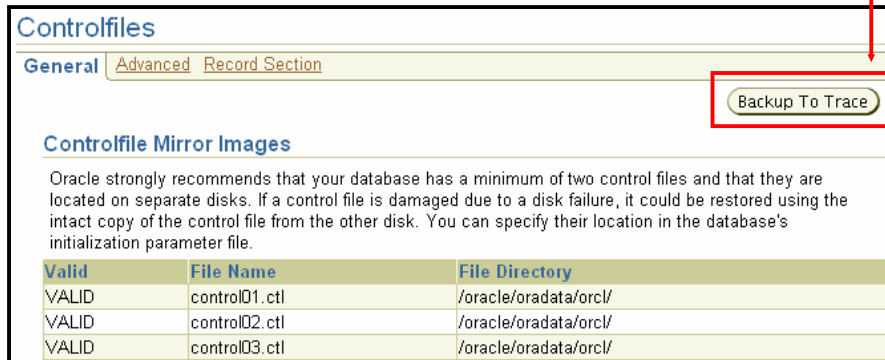 Controlfiles
General Advanced Record Section
Backup To Trace
Controlfile Mirror Images
Oracle strongly recommends that your database has a minimum of two control files and that they are
located on separate disks. If a control file is damaged due to a disk failure, it could be restored using the
intact copy of the control file from the other disk. You can specify their location in the database's
initialization parameter file.
Valid File Name File Directory
VALID control01.ctl /oracle/oradata/orcl/
VALID control02.ctl /oracle/oradata/orcl/
VALID control03.ctl /oracle/oradata/orcl/